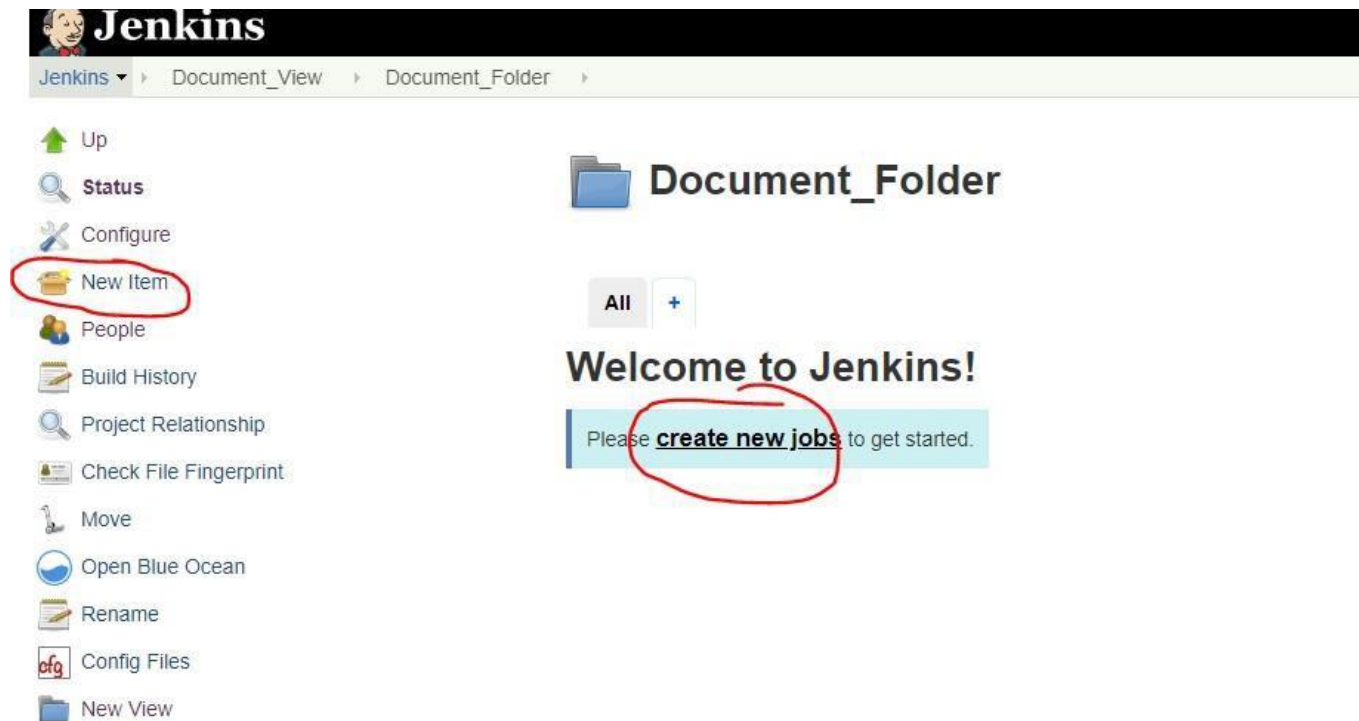 Jenkins
Jenkins Document_View Document_Folder
Up
Status
Configure
New Item
People
Build History
Project Relationship
Check File Fingerprint
Move
Open Blue Ocean
Rename
cfg Config Files
New View
Document_Folder
All +
Welcome to Jenkins!
Please create new jobs to get started.